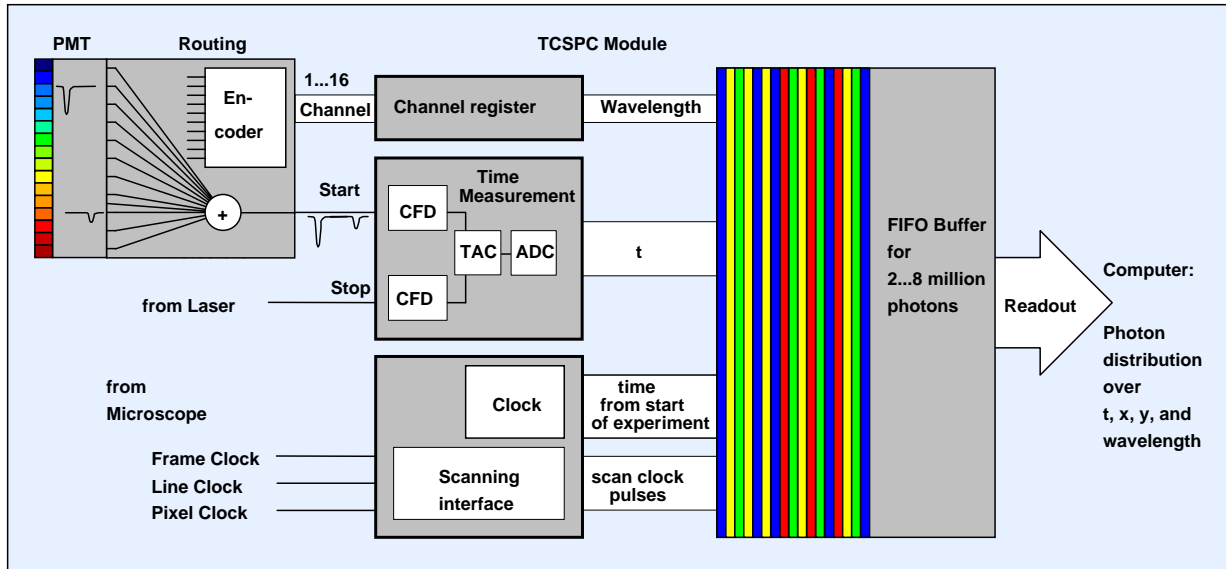 PMT
Routing
TCSPC Module
En-
coder
1...16
Channel
Channel register
Wavelength
Start
Time
Measurement
CFD
TAC
ADC
t
+
Stop
CFD
from Laser
from
Microscope
Clock
time
from start
of experiment
Frame Clock
Line Clock
Pixel Clock
Scanning
interface
scan clock
pulses
FIFO Buffer
for
2...8 million
photons
Readout
Computer:
Photon
distribution
over
t, x, y, and
wavelength